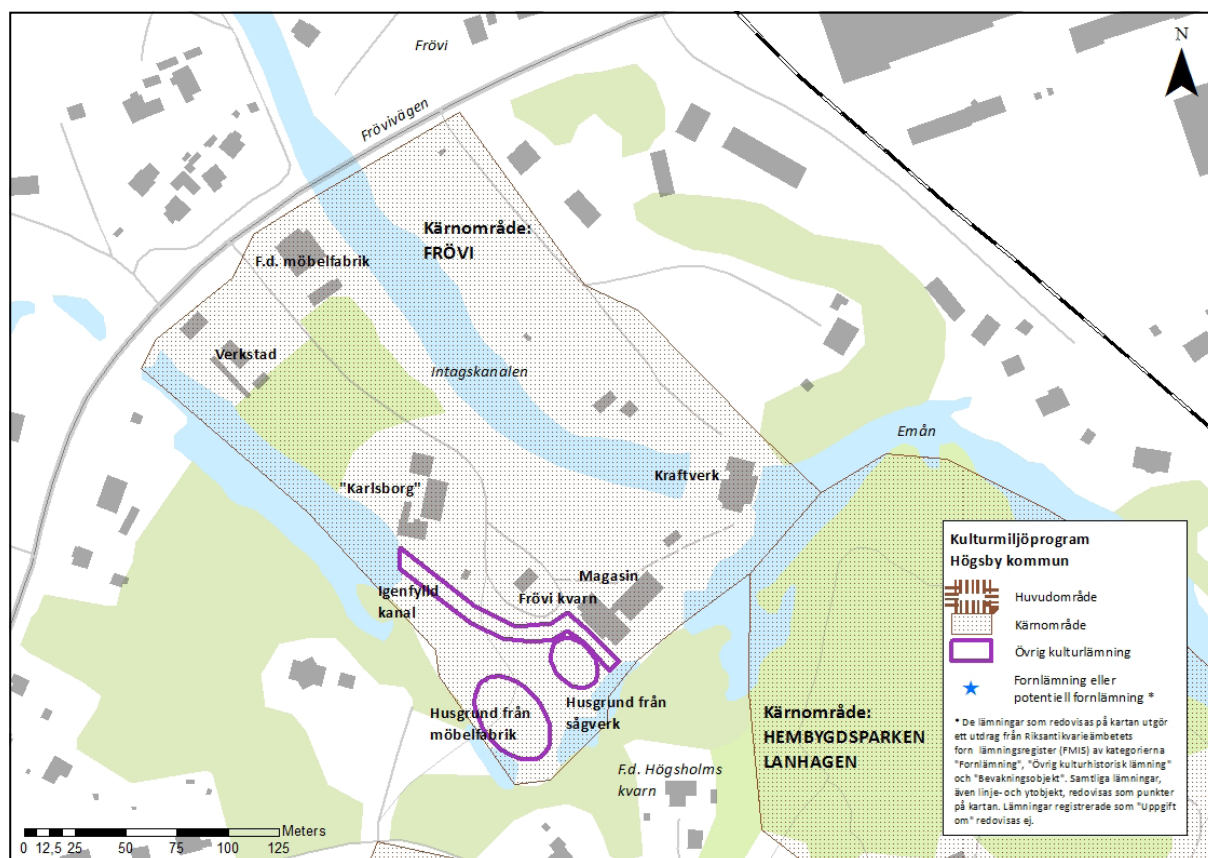 Frövi
N
Frövivägen
Kärnområde:
FRÖVI
F.d. möbelfabrik
Verkstad
Intagskanalen
Emån
Kraftverk
"Karlsborg"
Magasin
Frövi kvarn
Igenfylld
kanal
Husgrund från
möbelfabrik
Husgrund från
sågverk
Kärnområde:
HEMBYGDSPARKEN
LANHAGEN
F.d. Högsholms
kvarn
Kulturmiljöprogram
Högsby kommun
Huvudområde
Kärnområde
Övrig kulturlämning
Fornlämning eller
potentiell fornlämning *
* De lämningar som redovisas på kartan utgör
ett utdrag från Riksantikvarieämbetets
forn lämningsregister (FMIS) av kategorierna
"Fornlämning", "Övrig kulturhistorisk lämning"
och "Bevakningsobjekt". Samtliga lämningar,
även linje- och ytobjekt, redovisas som punkter
på kartan. Lämningar registrerade som "Uppgift
om" redovisas ej.
Meters
0 12,5 25 50 75 100 125